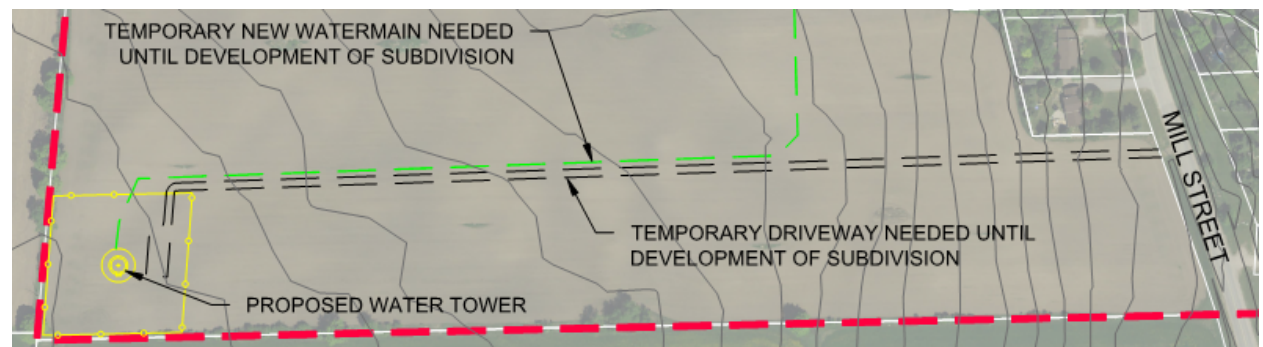 TEMPORARY NEW WATERMAIN NEEDED
UNTIL DEVELOPMENT OF SUBDIVISION
MILL STREET
TEMPORARY DRIVEWAY NEEDED UNTIL
DEVELOPMENT OF SUBDIVISION
PROPOSED WATER TOWER